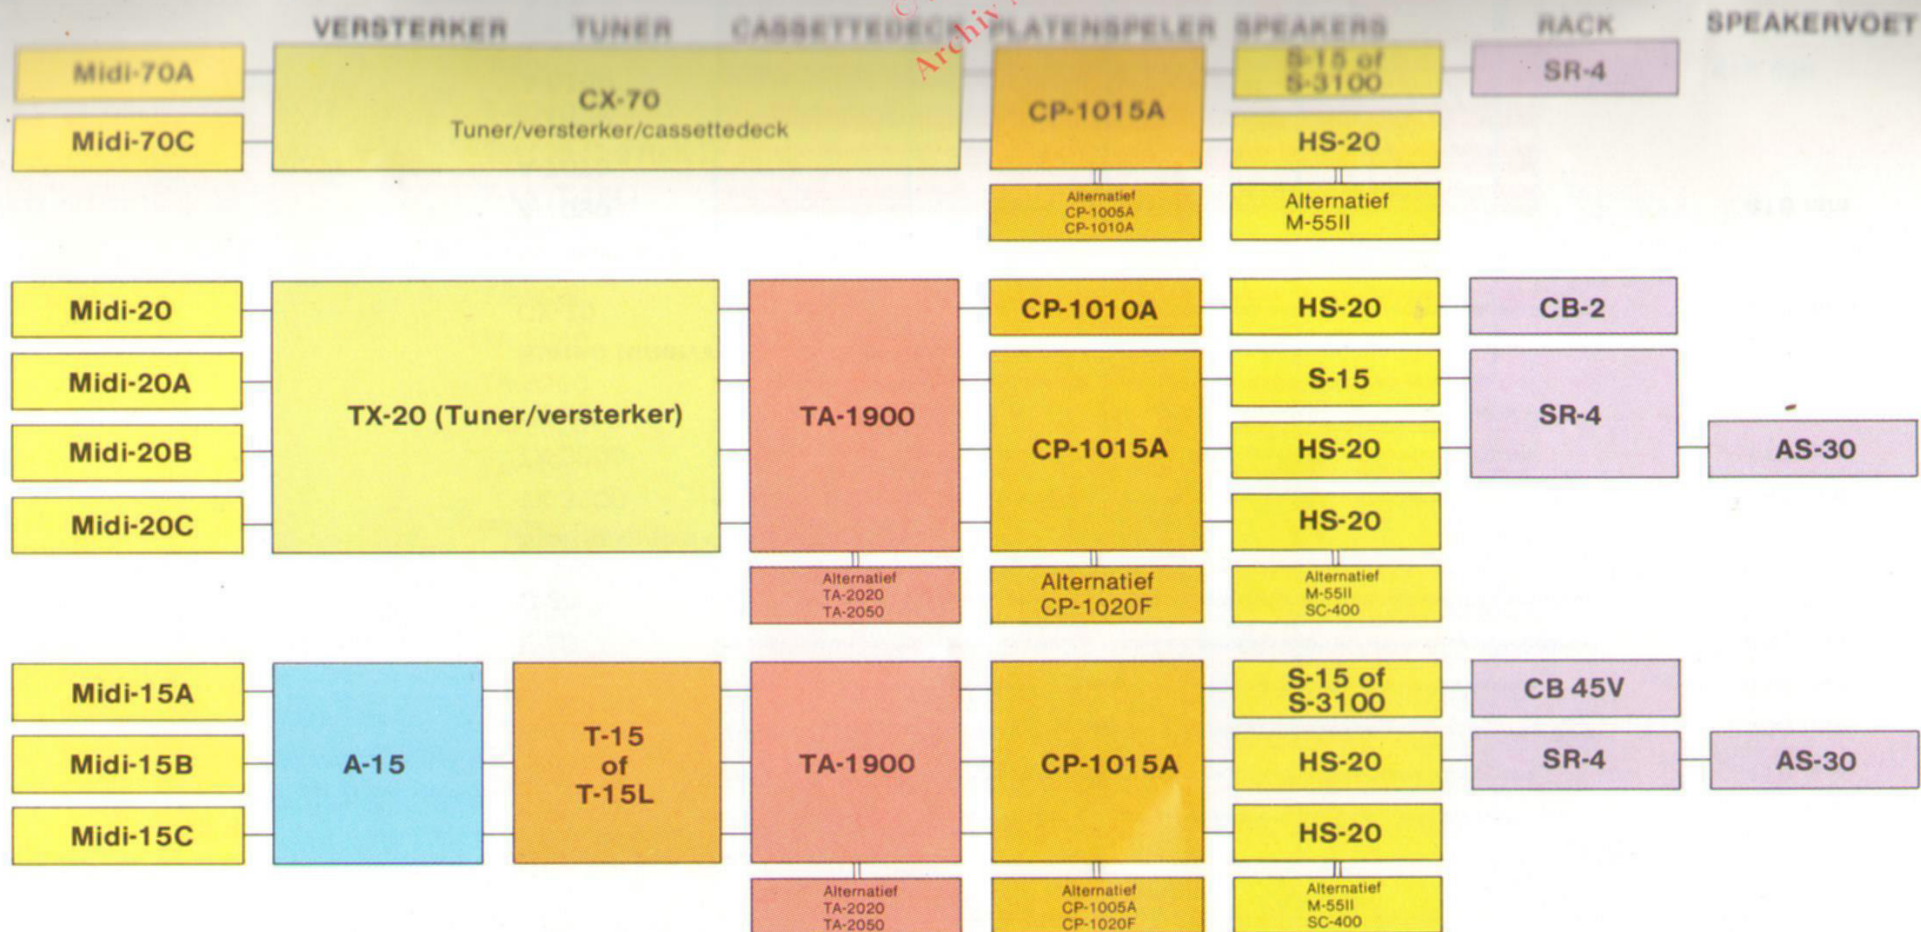 VERSTERKER TUNER CASSETTEDECK PLATENSPELER SPEAKERS RACK SPEAKERVOET
Archiv
Midi-70A
Midi-70C
CX-70
Tuner/versterker/cassettedeck
CP-1015A
Alternatief
CP-1005A
CP-1010A
S-15 of
S-3100
HS-20
Alternatief
M-55II
SR-4
Midi-20
Midi-20A
Midi-20B
Midi-20C
TX-20 (Tuner/versterker)
TA-1900
Alternatief
TA-2020
TA-2050
CP-1010A
CP-1015A
Alternatief
CP-1020F
HS-20
S-15
HS-20
HS-20
Alternatief
M-55II
SC-400
CB-2
SR-4
AS-30
Midi-15A
Midi-15B
Midi-15C
A-15
T-15
of
T-15L
TA-1900
Alternatief
TA-2020
TA-2050
CP-1015A
Alternatief
CP-1005A
CP-1020F
S-15 of
S-3100
HS-20
HS-20
Alternatief
M-55II
SC-400
CB 45V
SR-4
AS-30